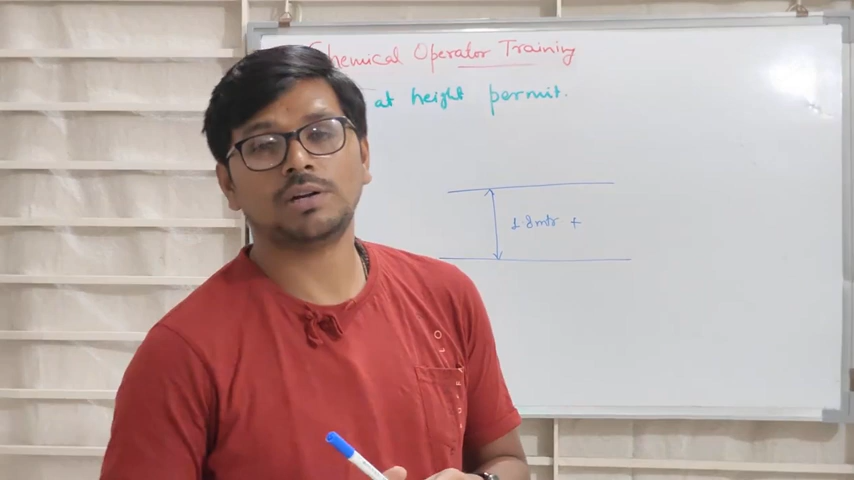 Chemical Operator Training
at height permit.
1.8mtr +